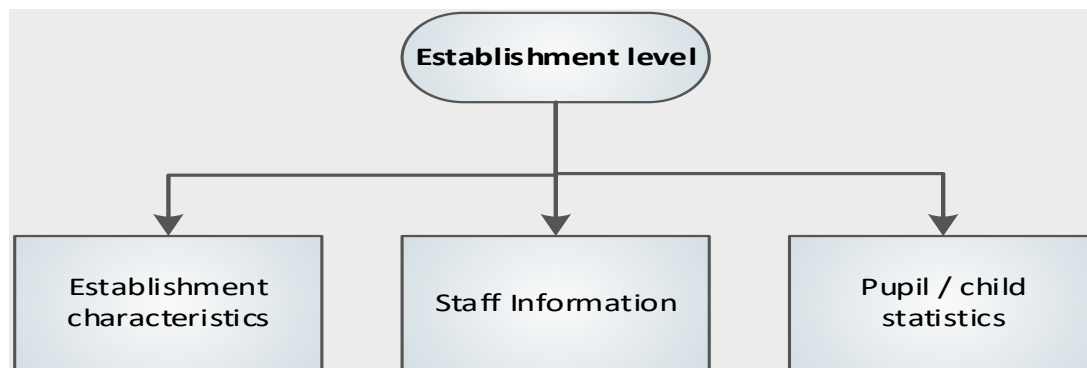 Establishment level
Establishment
characteristics
Staff Information
Pupil / child
statistics